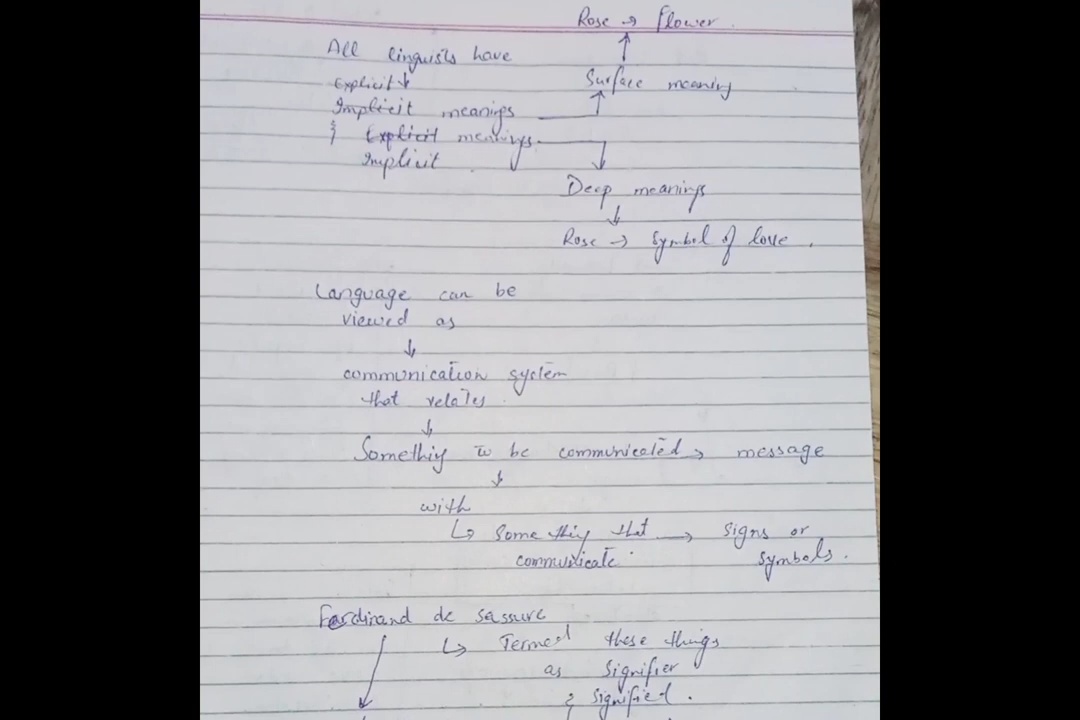 Rose → Flower.
↑
All linguists have
Surface meaning
Explicit ↓
Implicit meanings
& Explicit meanings.
Implicit
Deep meanings
↓
Rose → Symbol of love.
Language can be
viewed as
↓
communication system
that relates
↓
Something to be communicated → message
↓
with
↳ Something that → signs or
communicate symbols.
Ferdinand de sassure
↳ Termed these things
as signifier
& signified.